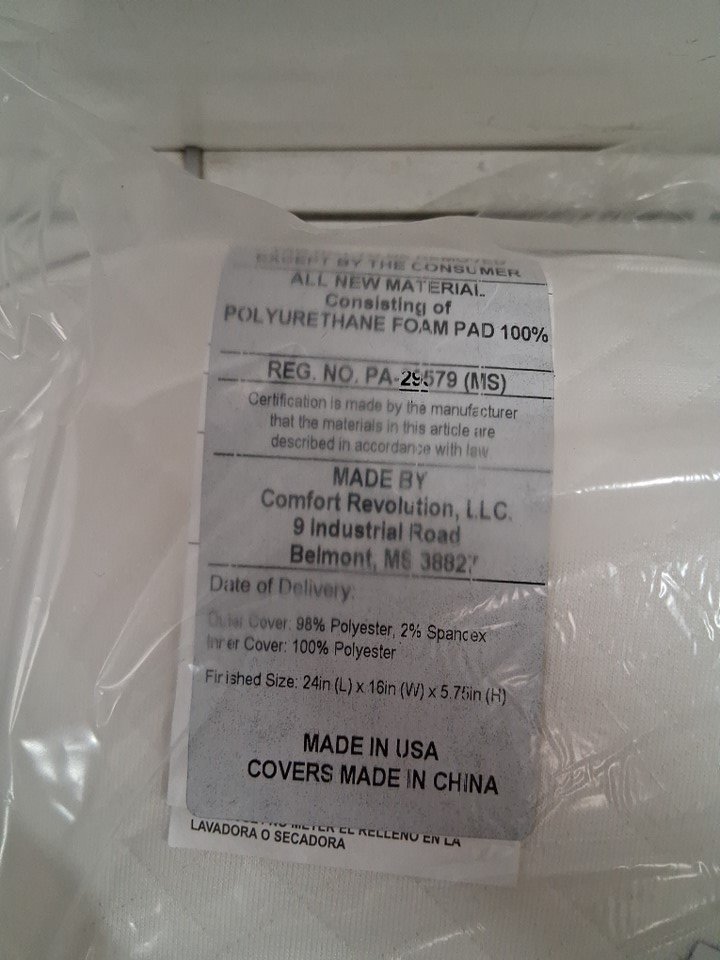 EXCEPT BY THE CONSUMER
ALL NEW MATERIAL
Consisting of
POLYURETHANE FOAM PAD 100%
REG. NO. PA-29579 (MS)
Certification is made by the manufacturer
that the materials in this article are
described in accordance with law
MADE BY
Comfort Revolution, LLC.
9 Industrial Road
Belmont, MS 38827
Date of Delivery:
Outer Cover: 98% Polyester, 2% Spandex
Inner Cover: 100% Polyester
Finished Size: 24in (L) x 16in (W) x 5.75in (H)
MADE IN USA
COVERS MADE IN CHINA
METER EL RELLENO EN LA
LAVADORA O SECADORA